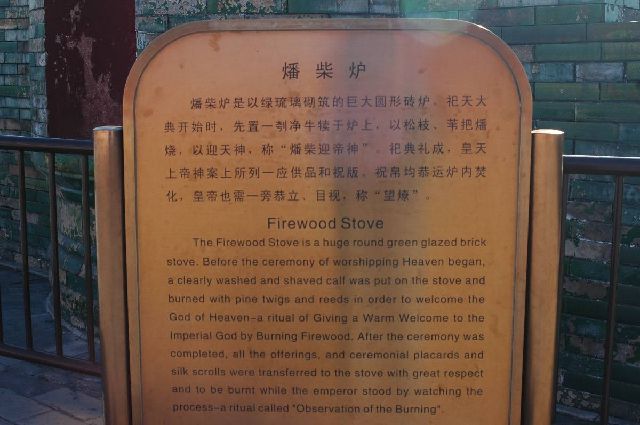 燔柴炉
燔柴炉是以绿琉璃砌筑的巨大圆形砖炉，祀天大
典开始时，先置一刳净牛犊于炉上，以松枝、苇把燔
烧，以迎天神，称“燔柴迎帝神”。祀典礼成，皇天
上帝神案上所列一应供品和祝版、祝帛均恭运炉内焚
化，皇帝也需一旁恭立、目视，称“望燎”。
Firewood Stove
The Firewood Stove is a huge round green glazed brick
stove. Before the ceremony of worshipping Heaven began,
a clearly washed and shaved calf was put on the stove and
burned with pine twigs and reeds in order to welcome the
God of Heaven-a ritual of Giving a Warm Welcome to the
Imperial God by Burning Firewood. After the ceremony was
completed, all the offerings, and ceremonial placards and
silk scrolls were transferred to the stove with great respect
and to be burnt while the emperor stood by watching the
process-a ritual called "Observation of the Burning".